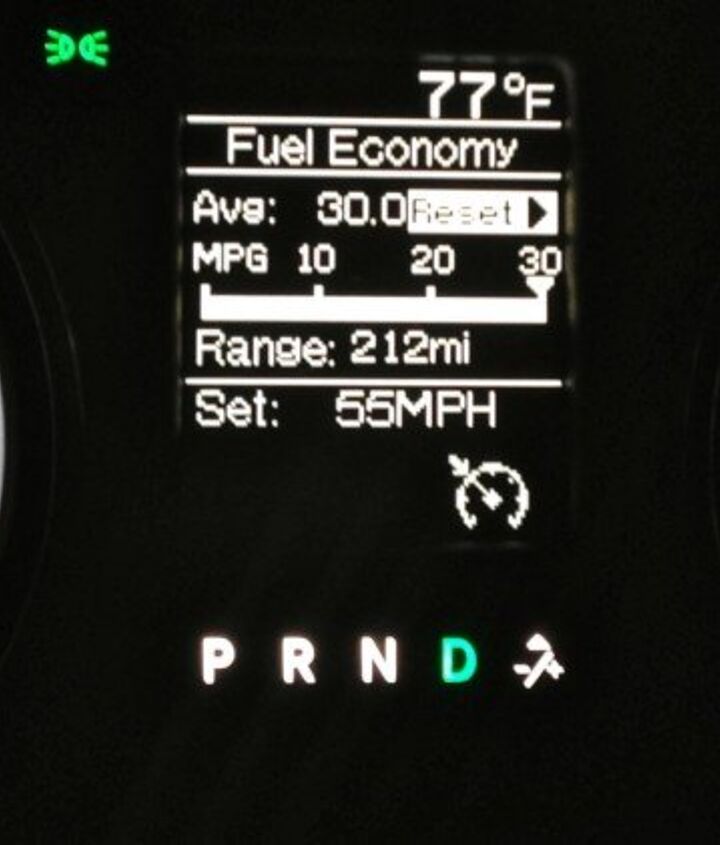 77°F
Fuel Economy
Avg: 30.0 Reset
MPG 10 20 30
Range: 212mi
Set: 55MPH
P R N D